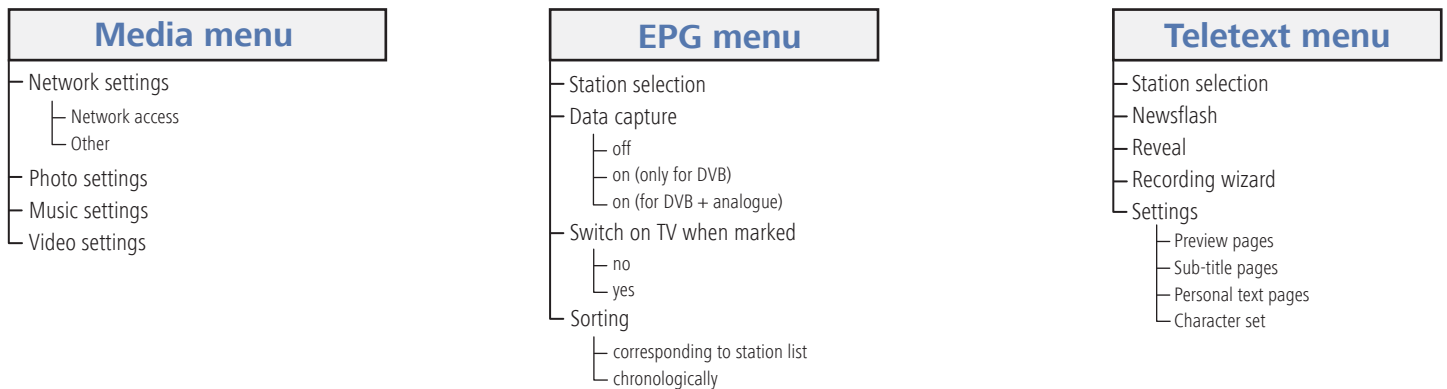 Media menu
Network settings
Network access
Other
Photo settings
Music settings
Video settings
EPG menu
Station selection
Data capture
off
on (only for DVB)
on (for DVB + analogue)
Switch on TV when marked
no
yes
Sorting
corresponding to station list
chronologically
Teletext menu
Station selection
Newsflash
Reveal
Recording wizard
Settings
Preview pages
Sub-title pages
Personal text pages
Character set